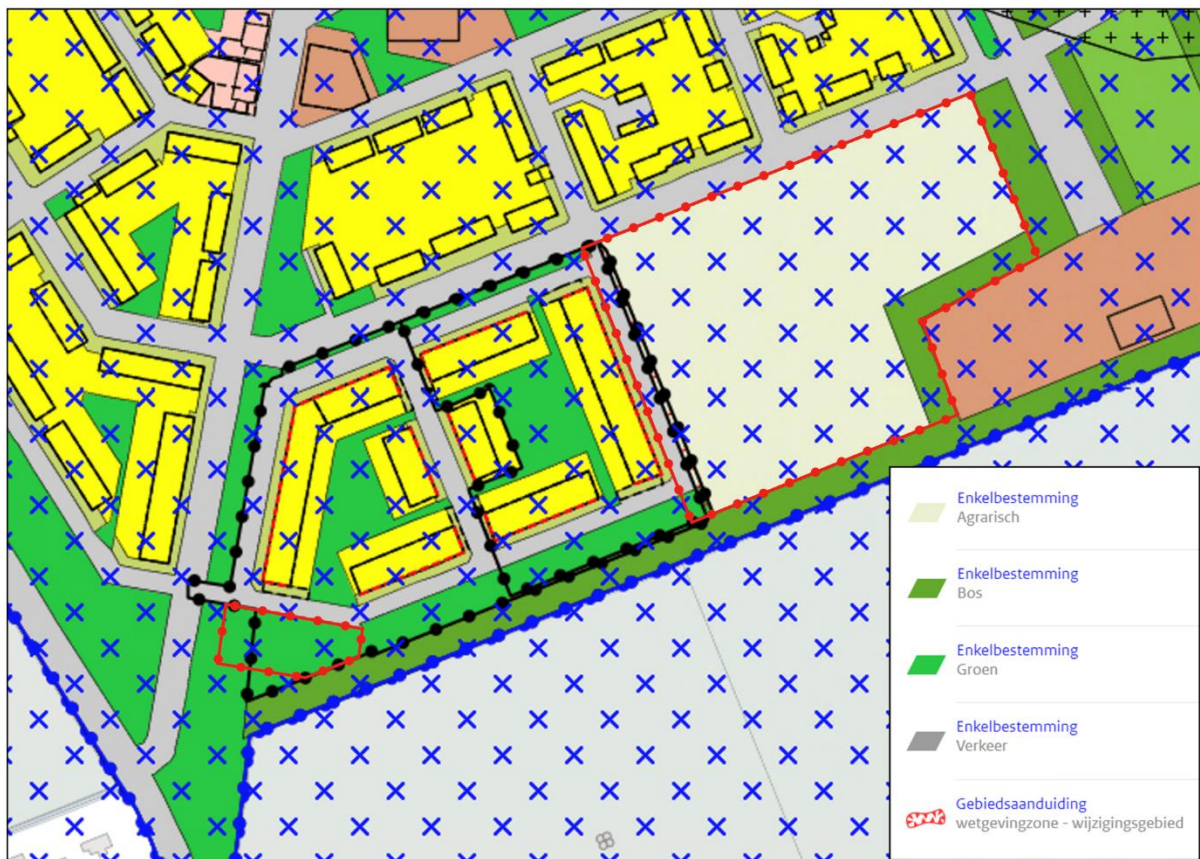 Enkelbestemming
Agrarisch
Enkelbestemming
Bos
Enkelbestemming
Groen
Enkelbestemming
Verkeer
Gebiedsaanduiding
wetgevingzone - wijzigingsgebied